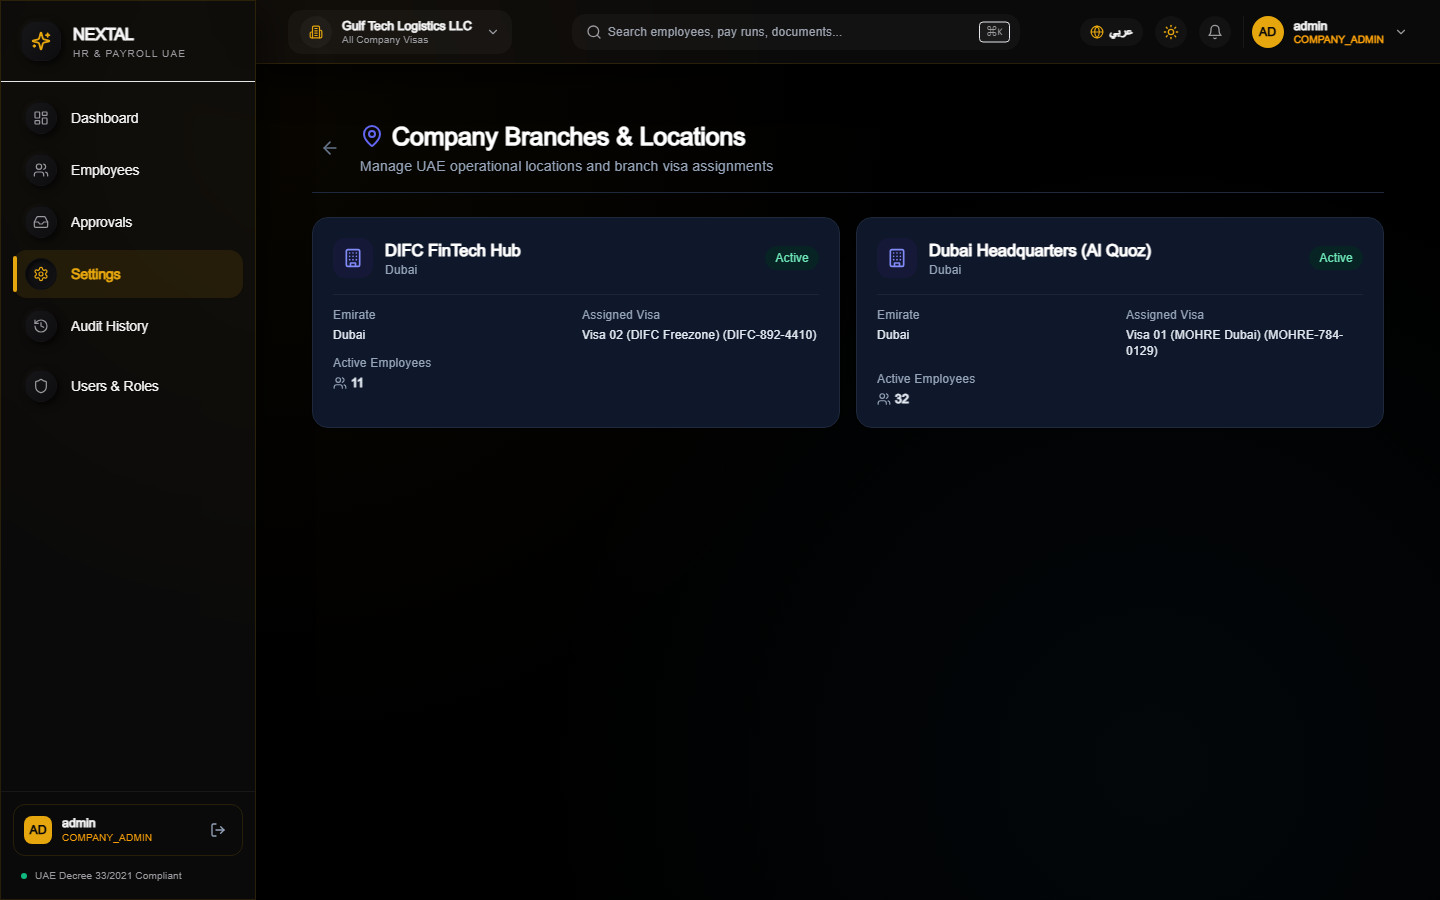 NEXTAL
HR & PAYROLL UAE
Dashboard
Employees
Approvals
Settings
Audit History
Users & Roles
AD
admin
COMPANY_ADMIN
UAE Decree 33/2021 Compliant
Gulf Tech Logistics LLC
All Company Visas
Search employees, pay runs, documents...
⌘K
عربي
AD
admin
COMPANY_ADMIN
Company Branches & Locations
Manage UAE operational locations and branch visa assignments
DIFC FinTech Hub
Dubai
Active
Emirate
Dubai
Assigned Visa
Visa 02 (DIFC Freezone) (DIFC-892-4410)
Active Employees
11
Dubai Headquarters (Al Quoz)
Dubai
Active
Emirate
Dubai
Assigned Visa
Visa 01 (MOHRE Dubai) (MOHRE-784-
0129)
Active Employees
32